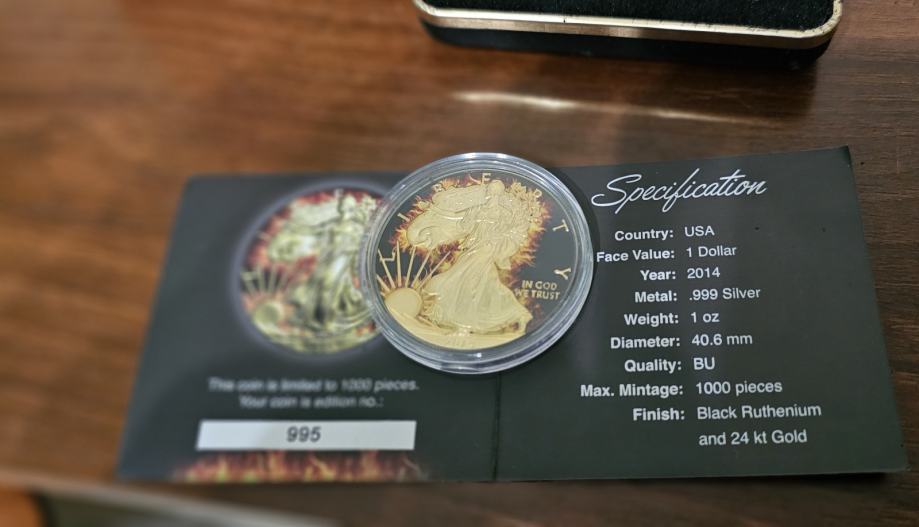 LIBERTY
IN GOD
WE TRUST
This coin is limited to 1000 pieces.
Your coin is edition no.:
995
Specification
Country: USA
Face Value: 1 Dollar
Year: 2014
Metal: .999 Silver
Weight: 1 oz
Diameter: 40.6 mm
Quality: BU
Max. Mintage: 1000 pieces
Finish: Black Ruthenium
and 24 kt Gold